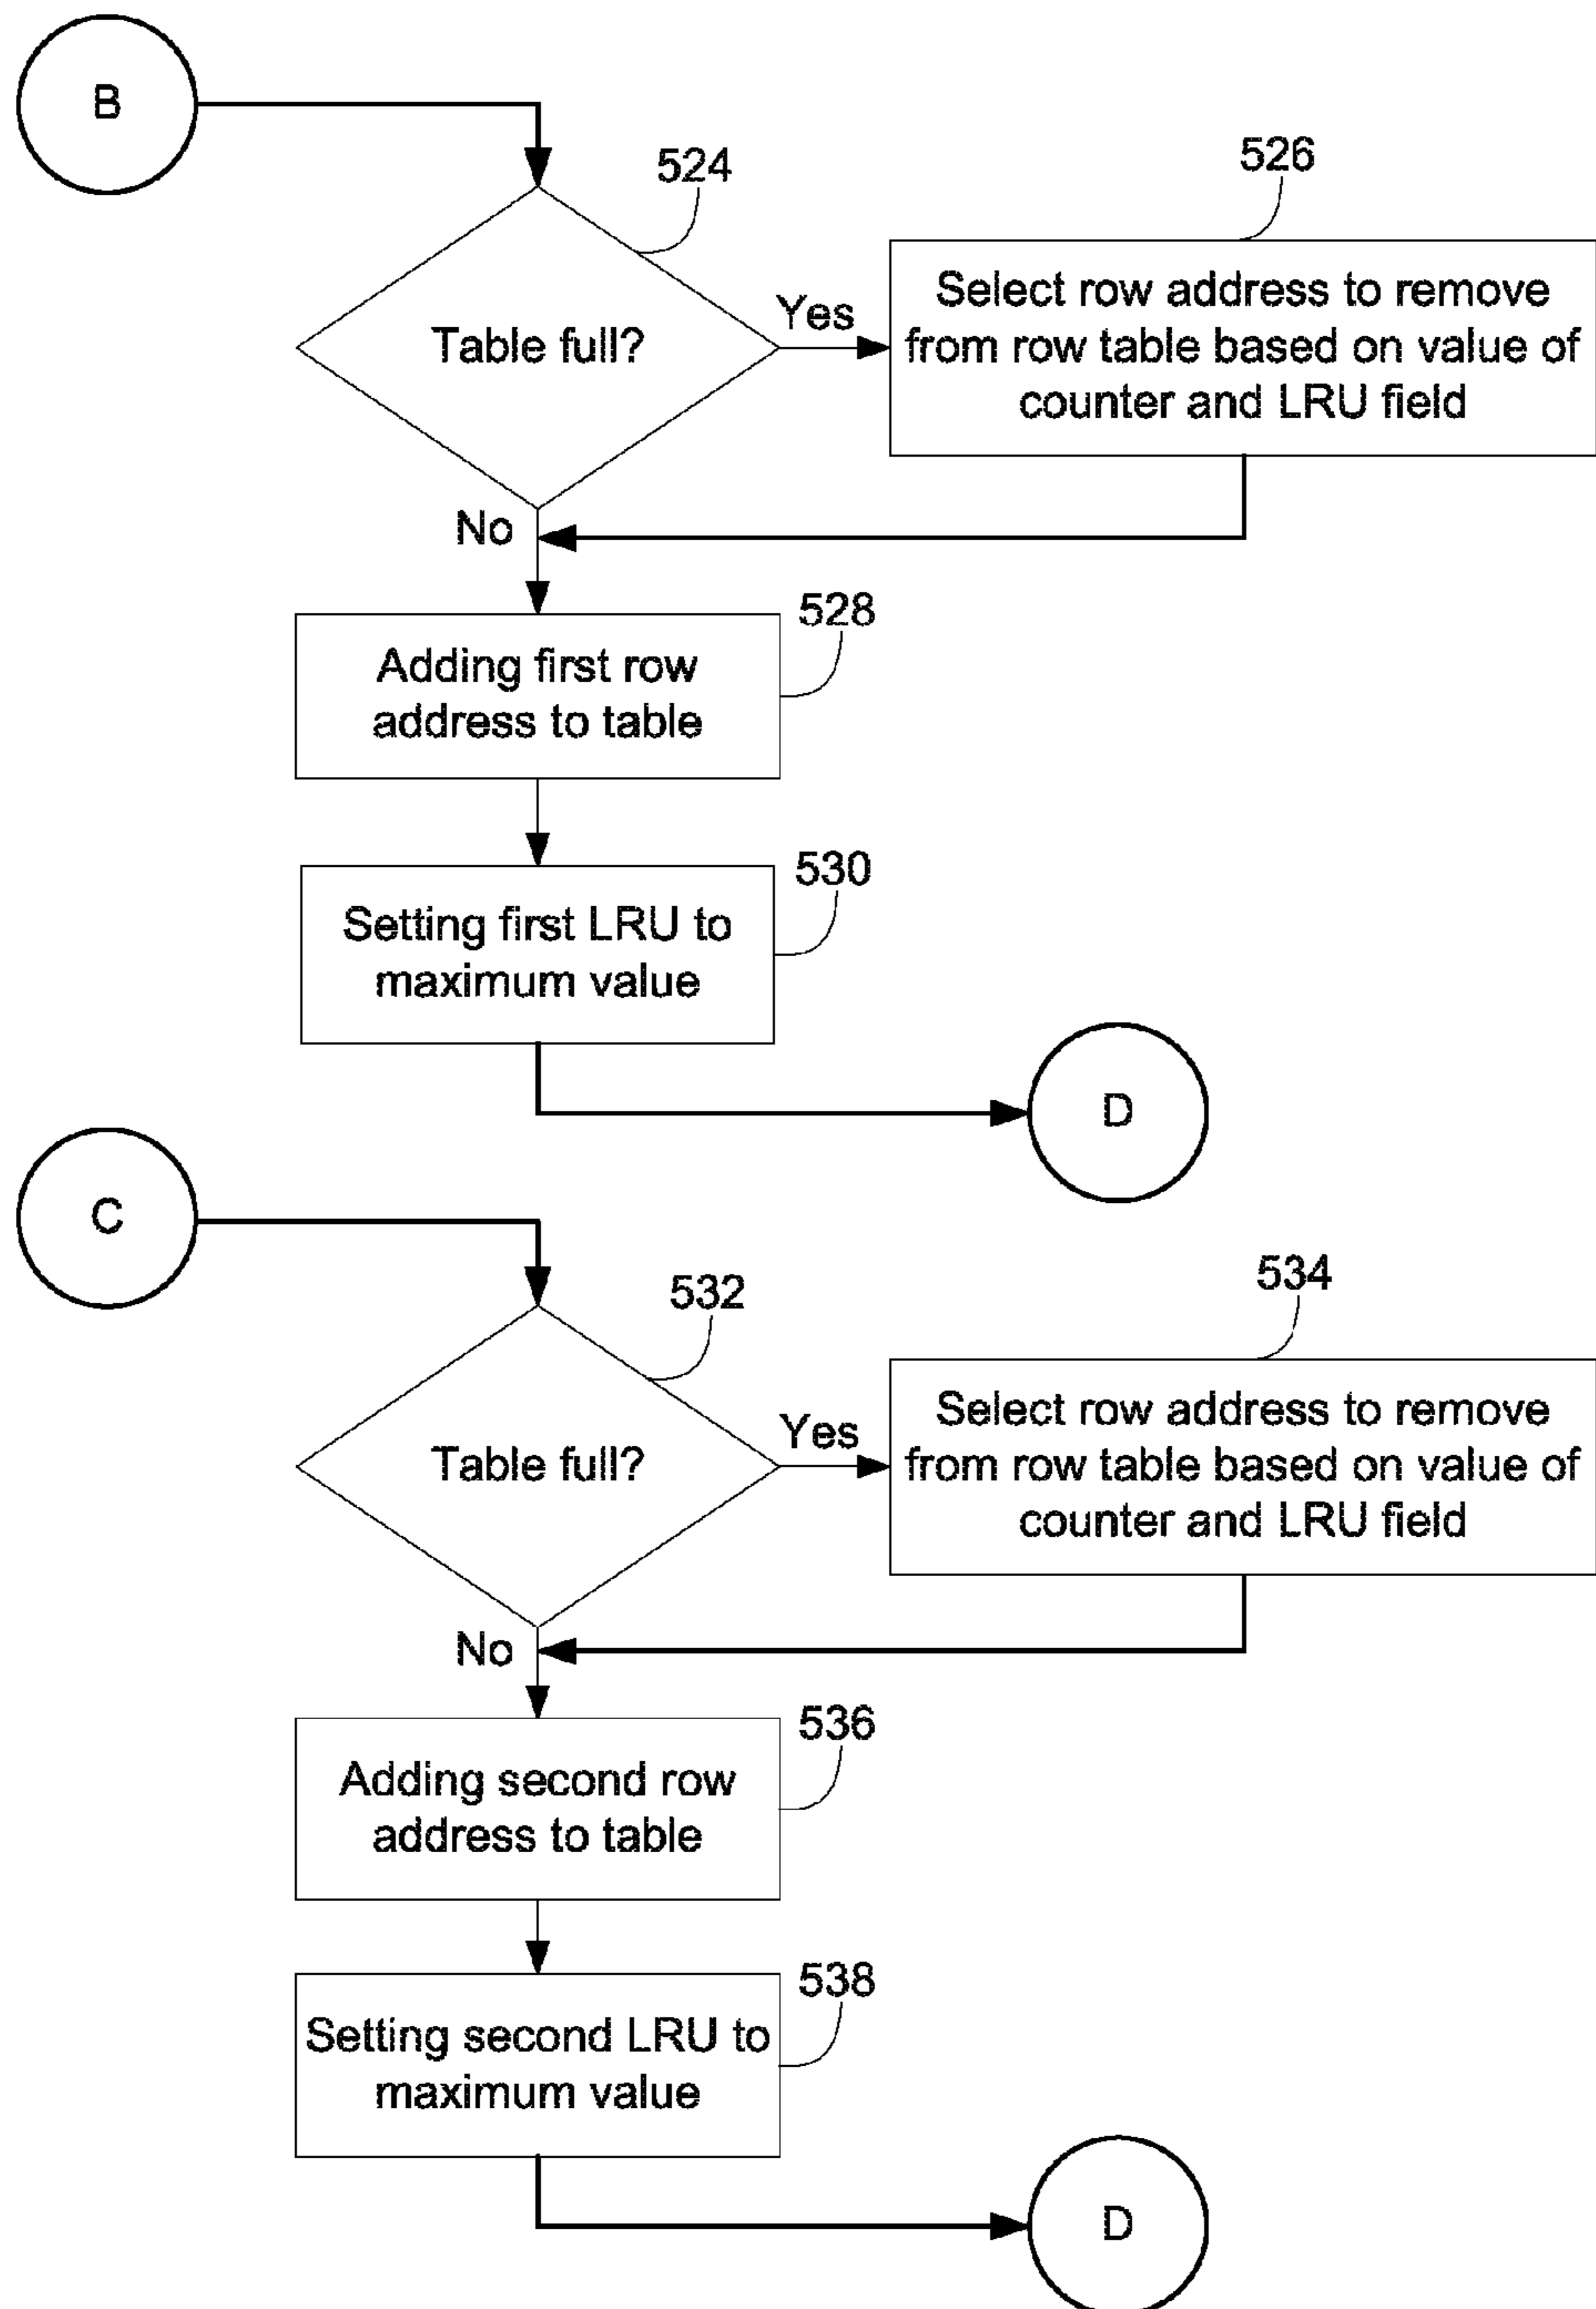 B
524
526
Table full?
Yes
Select row address to remove
from row table based on value of
counter and LRU field
No
528
Adding first row
address to table
530
Setting first LRU to
maximum value
D
C
532
534
Table full?
Yes
Select row address to remove
from row table based on value of
counter and LRU field
No
536
Adding second row
address to table
538
Setting second LRU to
maximum value
D